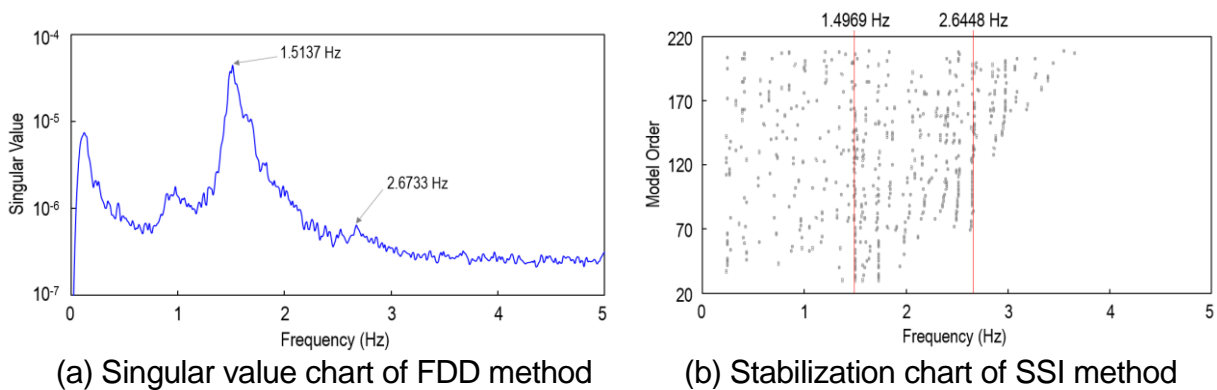 10-4
10-5
10-6
10-7
Singular Value
1.5137 Hz
2.6733 Hz
0 1 2 3 4 5
Frequency (Hz)
(a) Singular value chart of FDD method
1.4969 Hz 2.6448 Hz
220
170
120
70
20
Model Order
0 1 2 3 4 5
Frequency (Hz)
(b) Stabilization chart of SSI method